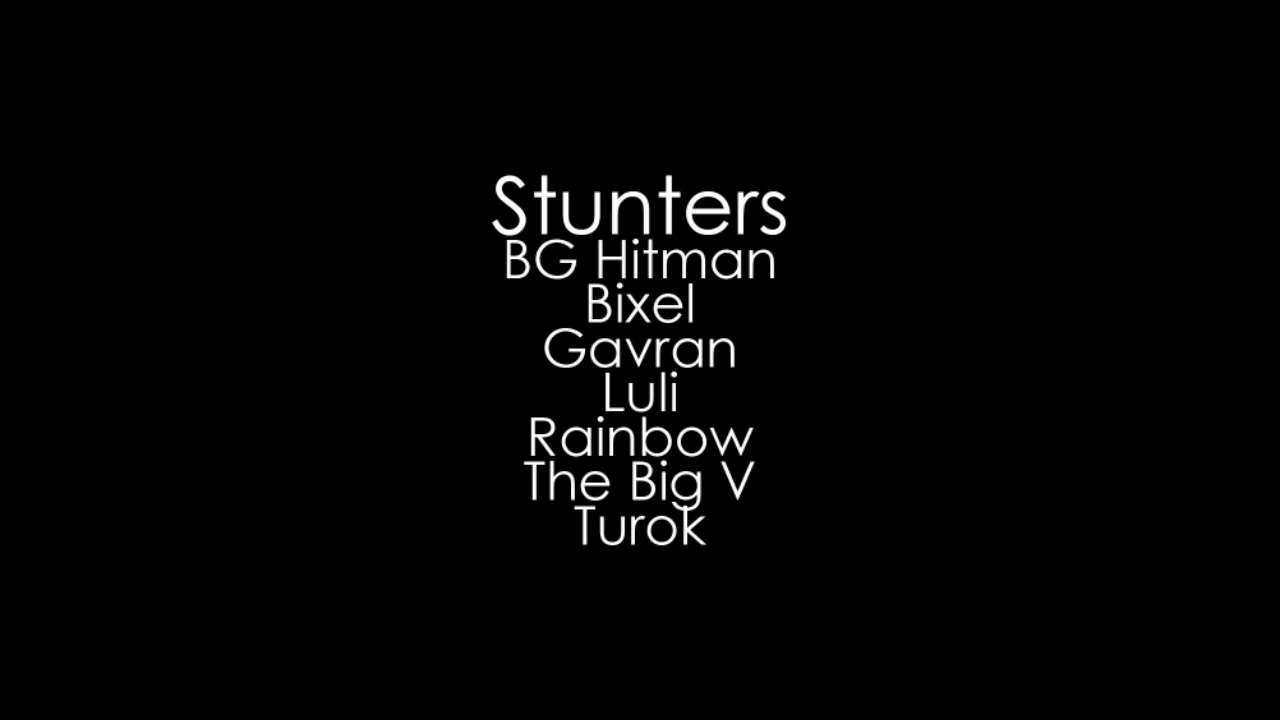 Stunters
BG Hitman
Bixel
Gavran
Luli
Rainbow
The Big V
Turok